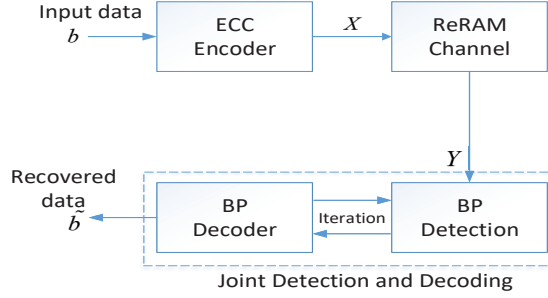 Input data
b
ECC
Encoder
X
ReRAM
Channel
Y
Recovered
data
b̃
BP
Decoder
Iteration
BP
Detection
Joint Detection and Decoding